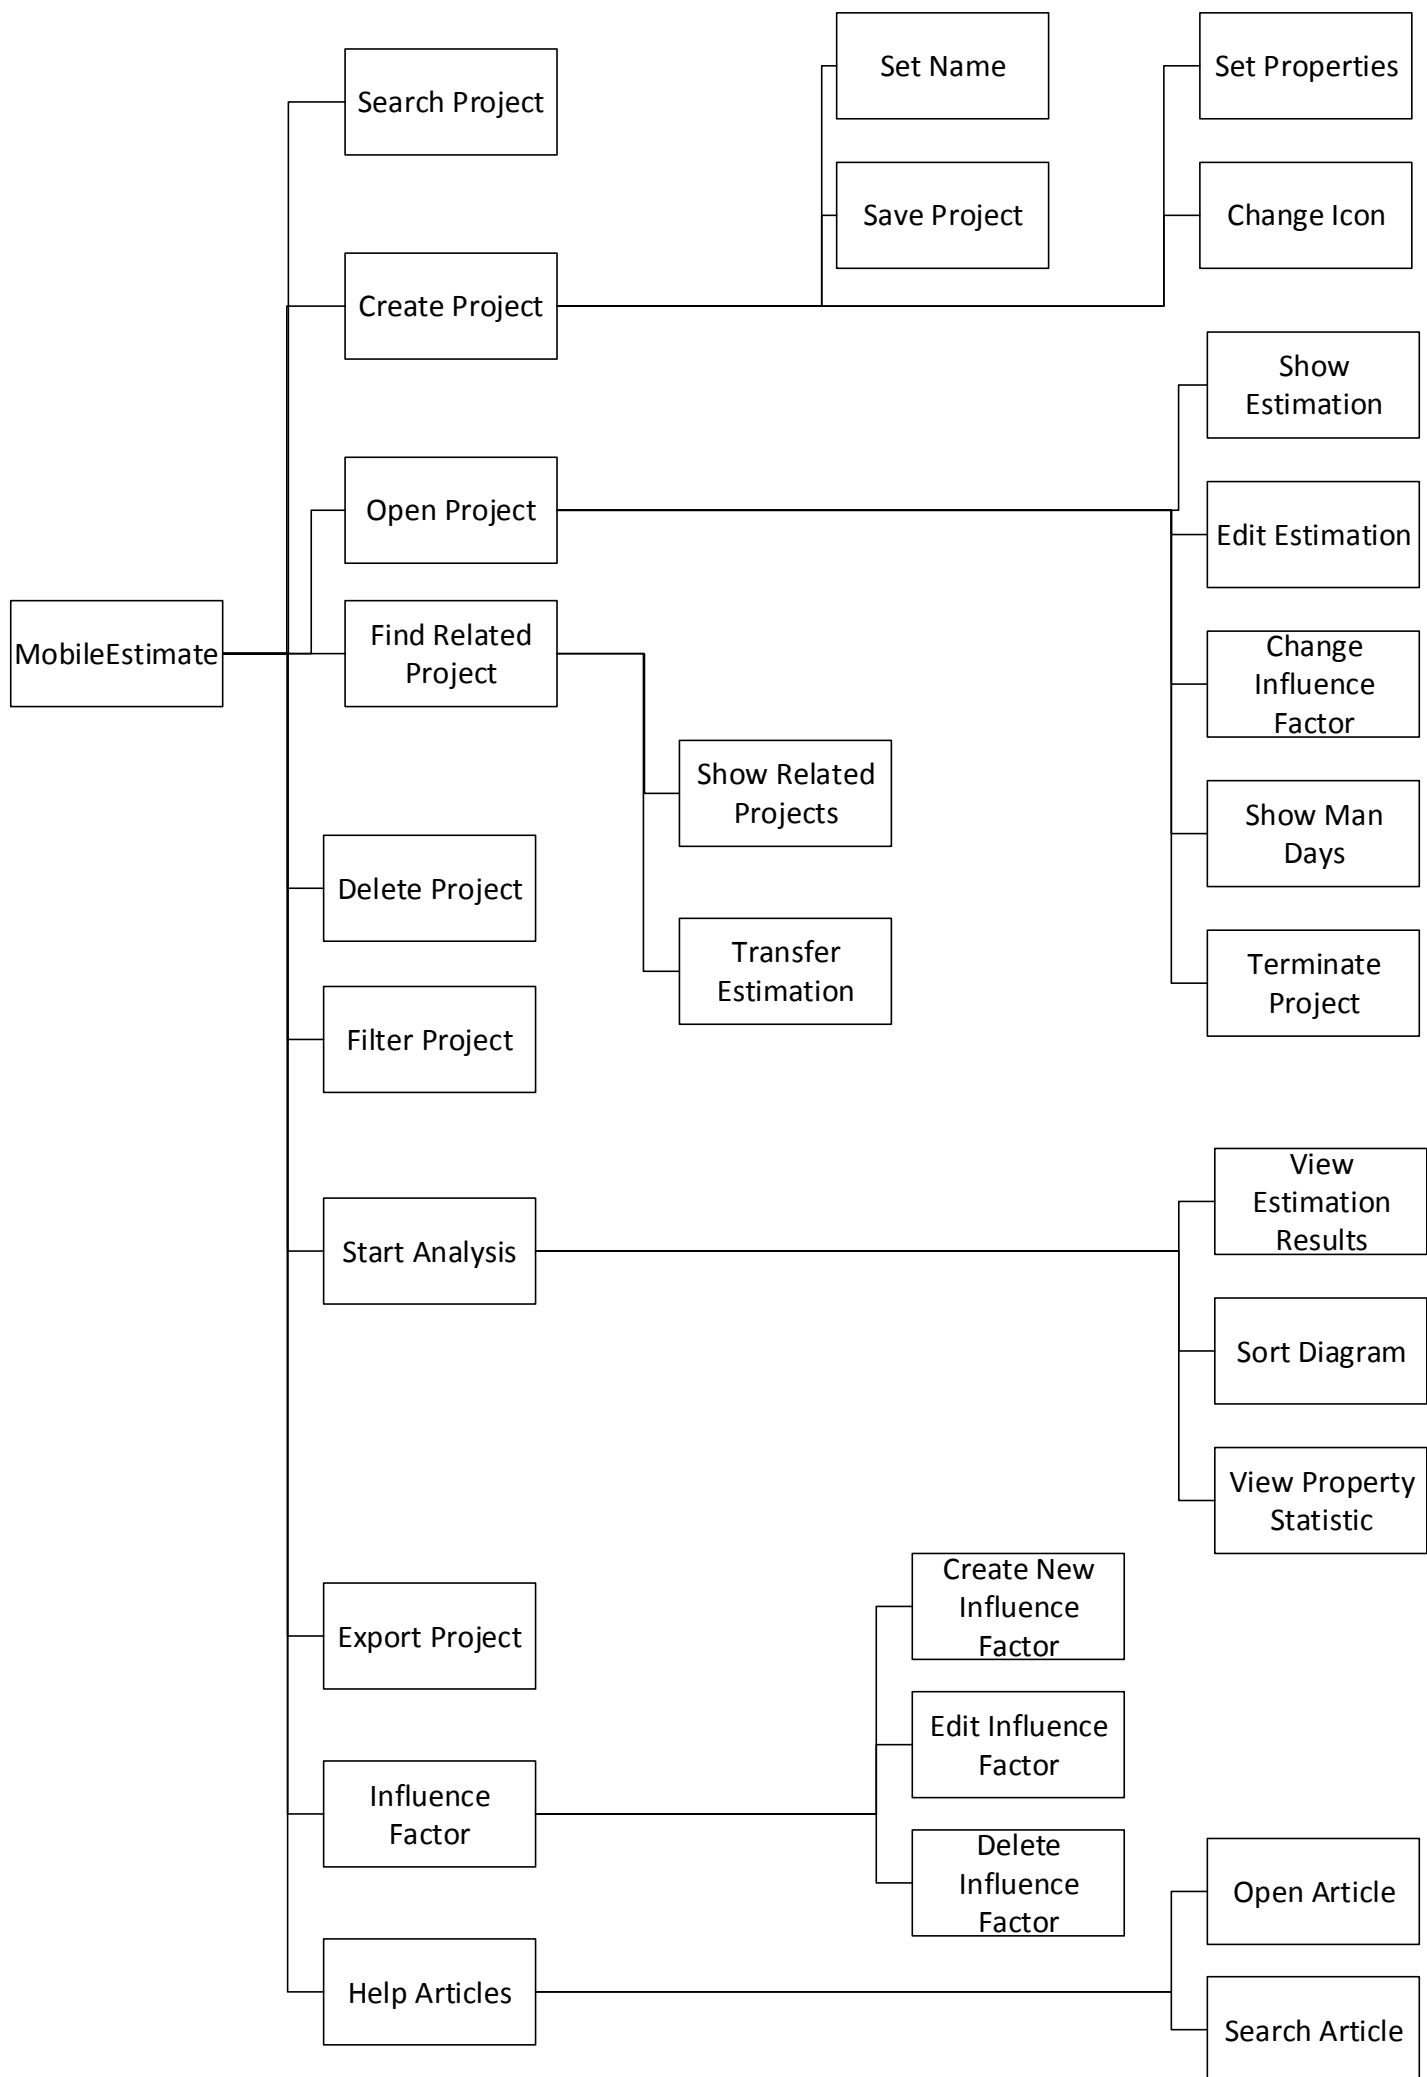 Set Name
Set Properties
Search Project
Save Project
Change Icon
Create Project
Show
Estimation
Open Project
Edit Estimation
MobileEstimate
Find Related
Project
Change
Influence
Factor
Show Related
Projects
Show Man
Days
Delete Project
Transfer
Estimation
Terminate
Project
Filter Project
View
Estimation
Results
Start Analysis
Sort Diagram
View Property
Statistic
Create New
Influence
Factor
Export Project
Edit Influence
Factor
Influence
Factor
Delete
Influence
Factor
Open Article
Help Articles
Search Article